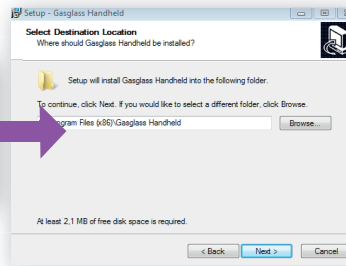 Setup - Gasglass Handheld
Select Destination Location
Where should Gasglass Handheld be installed?
Setup will install Gasglass Handheld into the following folder.
To continue, click Next. If you would like to select a different folder, click Browse.
Files (x86)\Gasglass Handheld
Browse...
At least 2,1 MB of free disk space is required.
< Back
Next >
Cancel